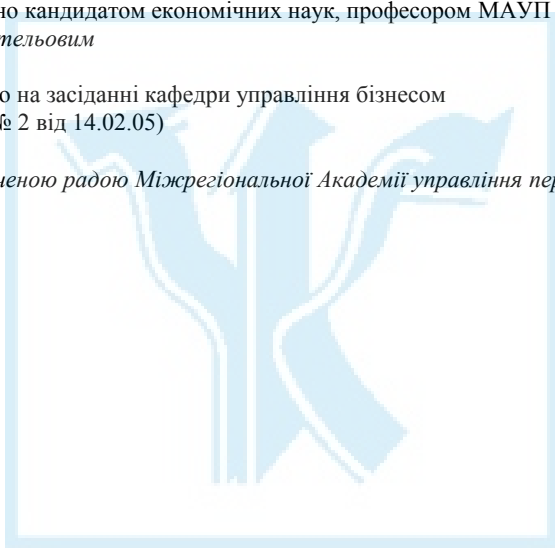 но кандидатом економічних наук, професором МАУП
тельовим
о на засіданні кафедри управління бізнесом
№ 2 від 14.02.05)
ченою радою Міжрегіональної Академії управління пер